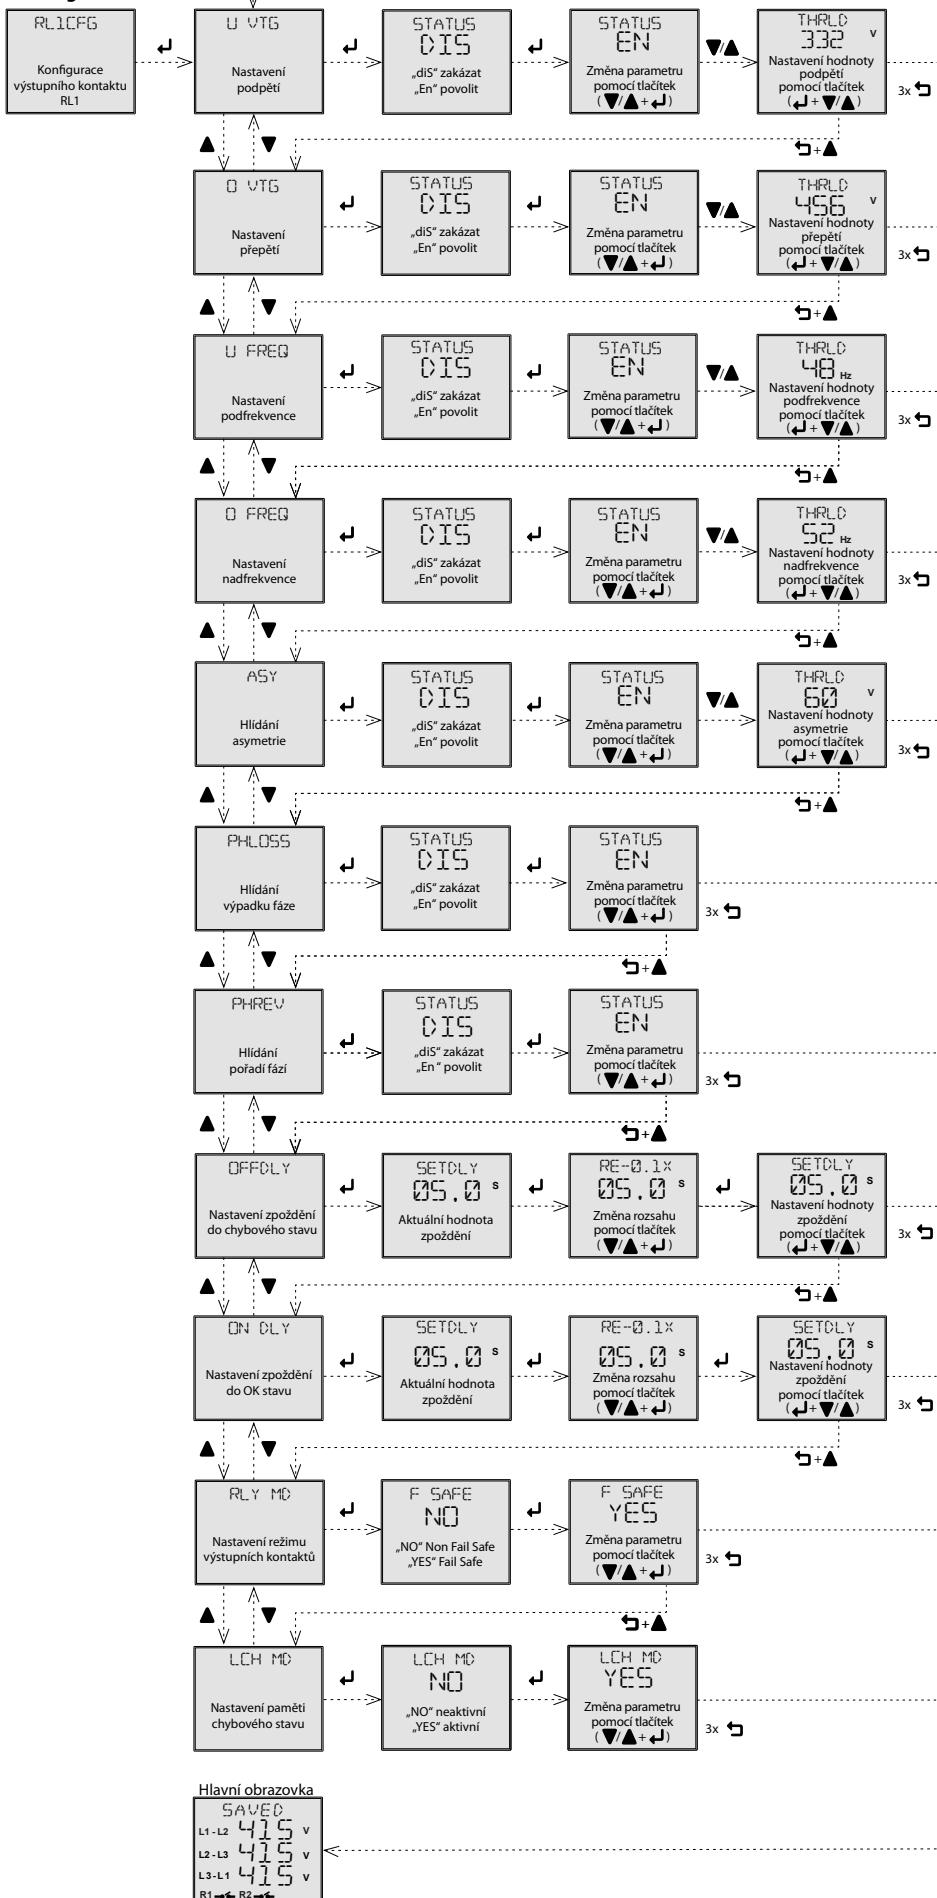 RL1CFG
Konfigurace
výstupního kontaktu
RL1
U VTG
Nastavení
podpětí
STATUS
DIS
„diS“ zakázat
„En“ povolit
STATUS
EN
Změna parametru
pomocí tlačítek
(▼/▲+↵)
▼/▲
THRLD
332 V
Nastavení hodnoty
podpětí
pomocí tlačítek
(↵+▼/▲)
3x
+▲
O VTG
Nastavení
přepětí
STATUS
DIS
„diS“ zakázat
„En“ povolit
STATUS
EN
Změna parametru
pomocí tlačítek
(▼/▲+↵)
▼/▲
THRLD
456 V
Nastavení hodnoty
přepětí
pomocí tlačítek
(↵+▼/▲)
3x
+▲
U FREQ
Nastavení
podfrekvence
STATUS
DIS
„diS“ zakázat
„En“ povolit
STATUS
EN
Změna parametru
pomocí tlačítek
(▼/▲+↵)
▼/▲
THRLD
48 Hz
Nastavení hodnoty
podfrekvence
pomocí tlačítek
(↵+▼/▲)
3x
+▲
O FREQ
Nastavení
nadfrekvence
STATUS
DIS
„diS“ zakázat
„En“ povolit
STATUS
EN
Změna parametru
pomocí tlačítek
(▼/▲+↵)
▼/▲
THRLD
52 Hz
Nastavení hodnoty
nadfrekvence
pomocí tlačítek
(↵+▼/▲)
3x
+▲
ASY
Hlídání
asymetrie
STATUS
DIS
„diS“ zakázat
„En“ povolit
STATUS
EN
Změna parametru
pomocí tlačítek
(▼/▲+↵)
▼/▲
THRLD
60 V
Nastavení hodnoty
asymetrie
pomocí tlačítek
(↵+▼/▲)
3x
+▲
PHLOSS
Hlídání
výpadku fáze
STATUS
DIS
„diS“ zakázat
„En“ povolit
STATUS
EN
Změna parametru
pomocí tlačítek
(▼/▲+↵)
3x
+▲
PHREV
Hlídání
pořadí fází
STATUS
DIS
„diS“ zakázat
„En“ povolit
STATUS
EN
Změna parametru
pomocí tlačítek
(▼/▲+↵)
3x
+▲
OFFDLY
Nastavení zpoždění
do chybového stavu
SETDLY
05.0 s
Aktuální hodnota
zpoždění
RE-0.1X
05.0 s
Změna rozsahu
pomocí tlačítek
(▼/▲+↵)
SETDLY
05.0 s
Nastavení hodnoty
zpoždění
pomocí tlačítek
(↵+▼/▲)
3x
+▲
ON DLY
Nastavení zpoždění
do OK stavu
SETDLY
05.0 s
Aktuální hodnota
zpoždění
RE-0.1X
05.0 s
Změna rozsahu
pomocí tlačítek
(▼/▲+↵)
SETDLY
05.0 s
Nastavení hodnoty
zpoždění
pomocí tlačítek
(↵+▼/▲)
3x
+▲
RLY MD
Nastavení režimu
výstupních kontaktů
F SAFE
NO
„NO“ Non Fail Safe
„YES“ Fail Safe
F SAFE
YES
Změna parametru
pomocí tlačítek
(▼/▲+↵)
3x
+▲
LCH MD
Nastavení paměti
chybového stavu
LCH MD
NO
„NO“ neaktivní
„YES“ aktivní
LCH MD
YES
Změna parametru
pomocí tlačítek
(▼/▲+↵)
3x
Hlavní obrazovka
SAVED
L1-L2 415 V
L2-L3 415 V
L3-L1 415 V
R1 R2